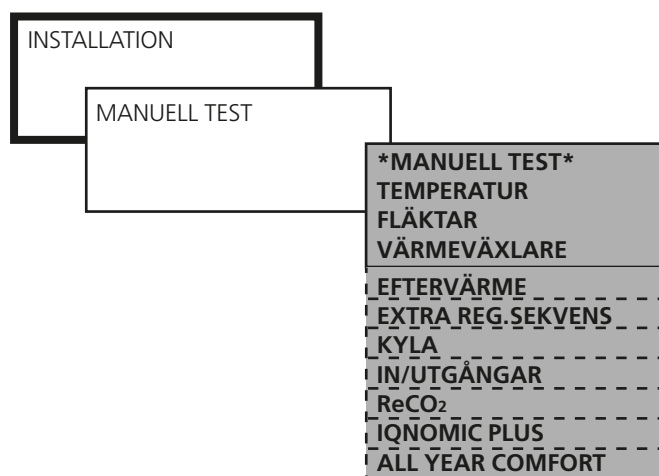 INSTALLATION
MANUELL TEST
*MANUELL TEST*
TEMPERATUR
FLÄKTAR
VÄRMEVÄXLARE
EFTERVÄRME
EXTRA REG.SEKVENS
KYLA
IN/UTGÅNGAR
ReCO₂
IQNOMIC PLUS
ALL YEAR COMFORT